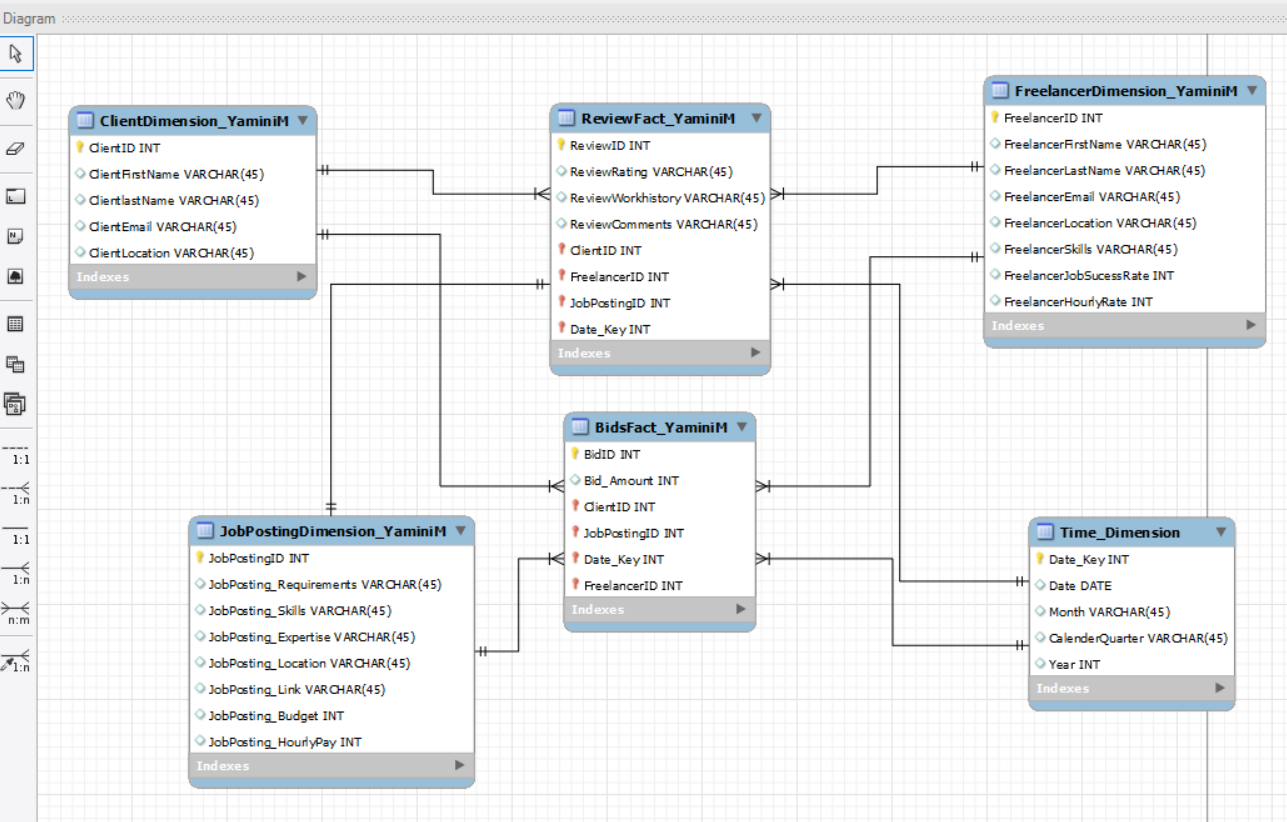 Diagram
1:1
1:n
1:1
1:n
n:m
1:n
ClientDimension_YaminiM
ClientID INT
ClientFirstName VARCHAR(45)
ClientlastName VARCHAR(45)
ClientEmail VARCHAR(45)
ClientLocation VARCHAR(45)
Indexes
ReviewFact_YaminiM
ReviewID INT
ReviewRating VARCHAR(45)
ReviewWorkhistory VARCHAR(45)
ReviewComments VARCHAR(45)
ClientID INT
FreelancerID INT
JobPostingID INT
Date_Key INT
Indexes
FreelancerDimension_YaminiM
FreelancerID INT
FreelancerFirstName VARCHAR(45)
FreelancerLastName VARCHAR(45)
FreelancerEmail VARCHAR(45)
FreelancerLocation VARCHAR(45)
FreelancerSkills VARCHAR(45)
FreelancerJobSucessRate INT
FreelancerHourlyRate INT
Indexes
BidsFact_YaminiM
BidID INT
Bid_Amount INT
ClientID INT
JobPostingID INT
Date_Key INT
FreelancerID INT
Indexes
JobPostingDimension_YaminiM
JobPostingID INT
JobPosting_Requirements VARCHAR(45)
JobPosting_Skills VARCHAR(45)
JobPosting_Expertise VARCHAR(45)
JobPosting_Location VARCHAR(45)
JobPosting_Link VARCHAR(45)
JobPosting_Budget INT
JobPosting_HourlyPay INT
Indexes
Time_Dimension
Date_Key INT
Date DATE
Month VARCHAR(45)
CalenderQuarter VARCHAR(45)
Year INT
Indexes